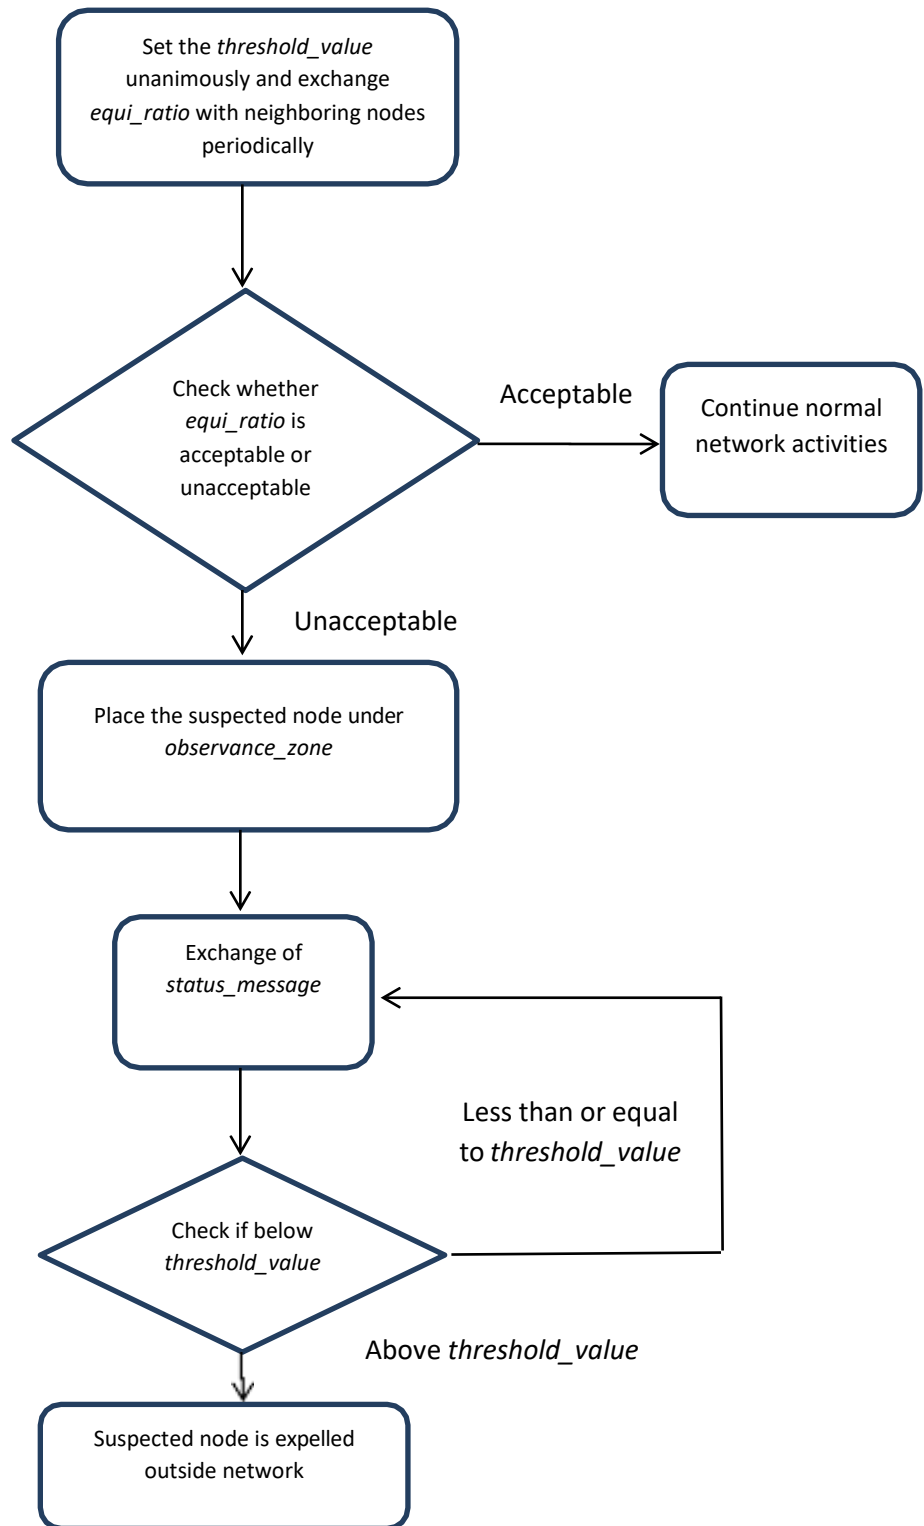 Set the threshold_value
unanimously and exchange
equi_ratio with neighboring nodes
periodically
Check whether
equi_ratio is
acceptable or
unacceptable
Acceptable
Continue normal
network activities
Unacceptable
Place the suspected node under
observance_zone
Exchange of
status_message
Less than or equal
to threshold_value
Check if below
threshold_value
Above threshold_value
Suspected node is expelled
outside network